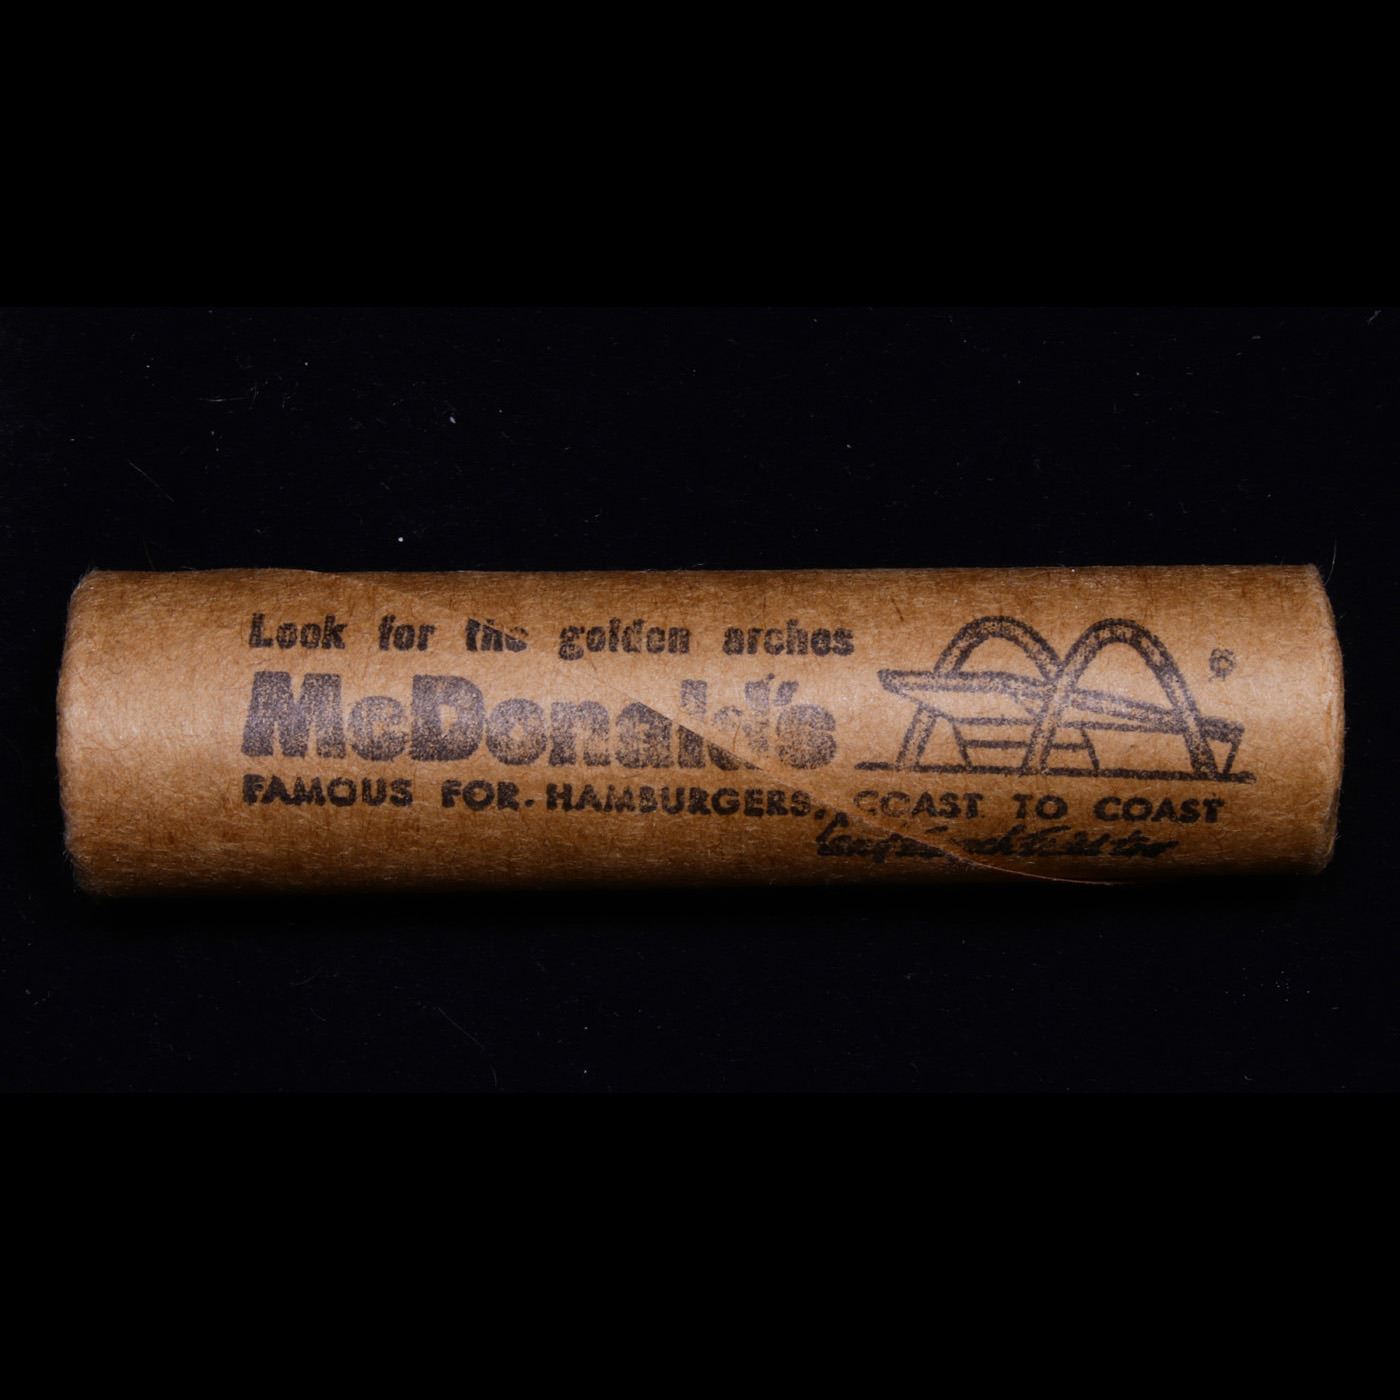 Look for the golden arches
McDonald's
FAMOUS FOR HAMBURGERS, COAST TO COAST